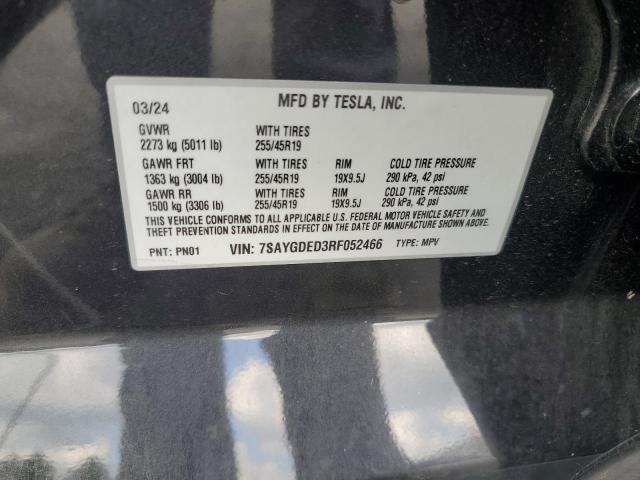 03/24 MFD BY TESLA, INC.
GVWR WITH TIRES
2273 kg (5011 lb) 255/45R19
GAWR FRT WITH TIRES RIM COLD TIRE PRESSURE
1363 kg (3004 lb) 255/45R19 19X9.5J 290 kPa, 42 psi
GAWR RR WITH TIRES RIM COLD TIRE PRESSURE
1500 kg (3306 lb) 255/45R19 19X9.5J 290 kPa, 42 psi
THIS VEHICLE CONFORMS TO ALL APPLICABLE U.S. FEDERAL MOTOR VEHICLE SAFETY AND
THEFT PREVENTION STANDARDS IN EFFECT ON THE DATE OF MANUFACTURE SHOWN ABOVE.
PNT: PN01 VIN: 7SAYGDED3RF052466 TYPE: MPV